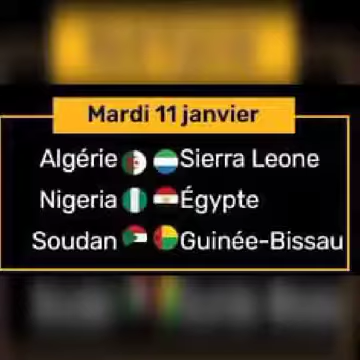 Mardi 11 janvier
Algérie Sierra Leone
Nigeria Égypte
Soudan Guinée-Bissau